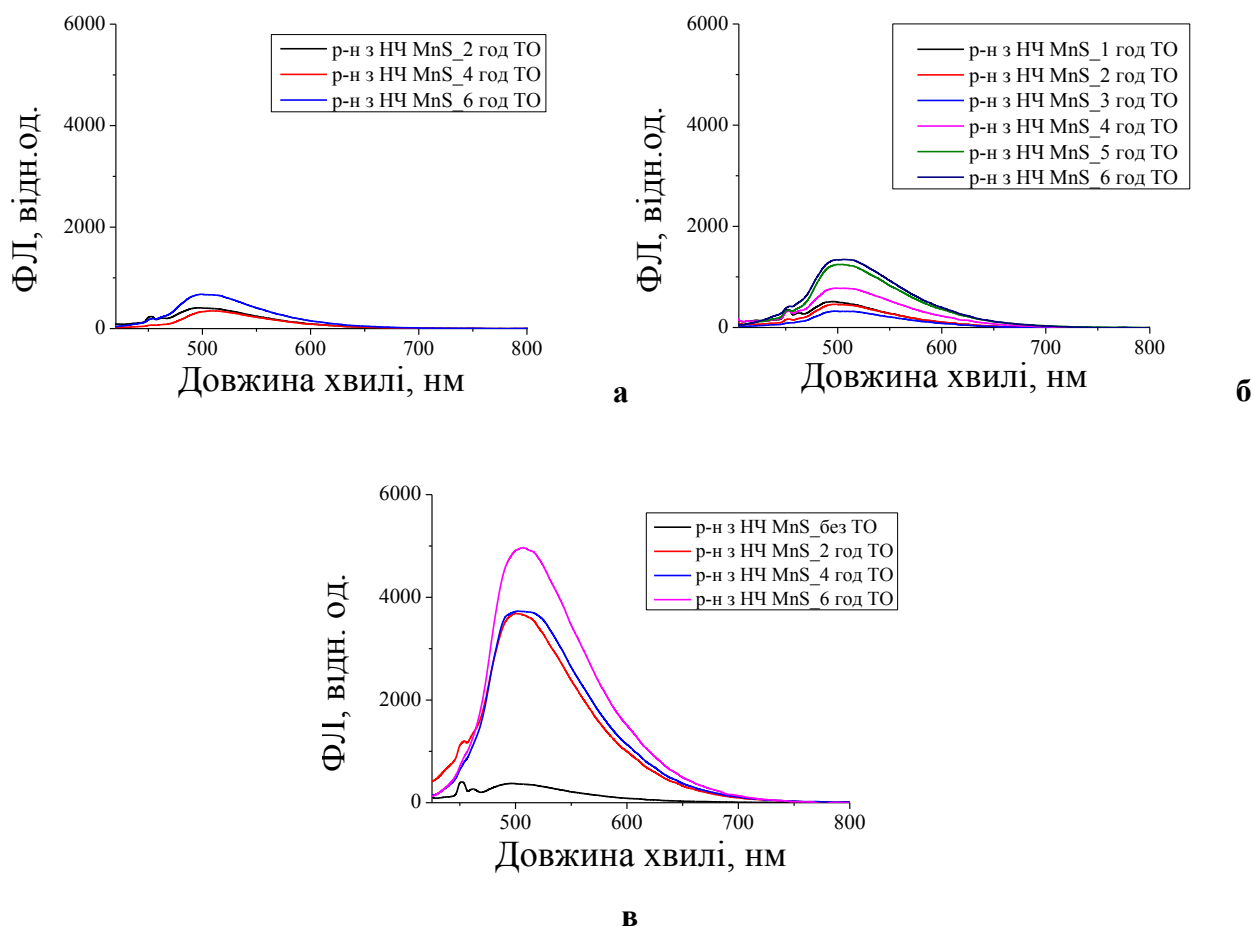 6000
4000
2000
0
ФЛ, відн.од.
р-н з НЧ MnS_2 год ТО
р-н з НЧ MnS_4 год ТО
р-н з НЧ MnS_6 год ТО
500 600 700 800
Довжина хвилі, нм
а
6000
4000
2000
0
ФЛ, відн.од.
р-н з НЧ MnS_1 год ТО
р-н з НЧ MnS_2 год ТО
р-н з НЧ MnS_3 год ТО
р-н з НЧ MnS_4 год ТО
р-н з НЧ MnS_5 год ТО
р-н з НЧ MnS_6 год ТО
500 600 700 800
Довжина хвилі, нм
б
6000
4000
2000
0
ФЛ, відн. од.
р-н з НЧ MnS_без ТО
р-н з НЧ MnS_2 год ТО
р-н з НЧ MnS_4 год ТО
р-н з НЧ MnS_6 год ТО
500 600 700 800
Довжина хвилі, нм
в